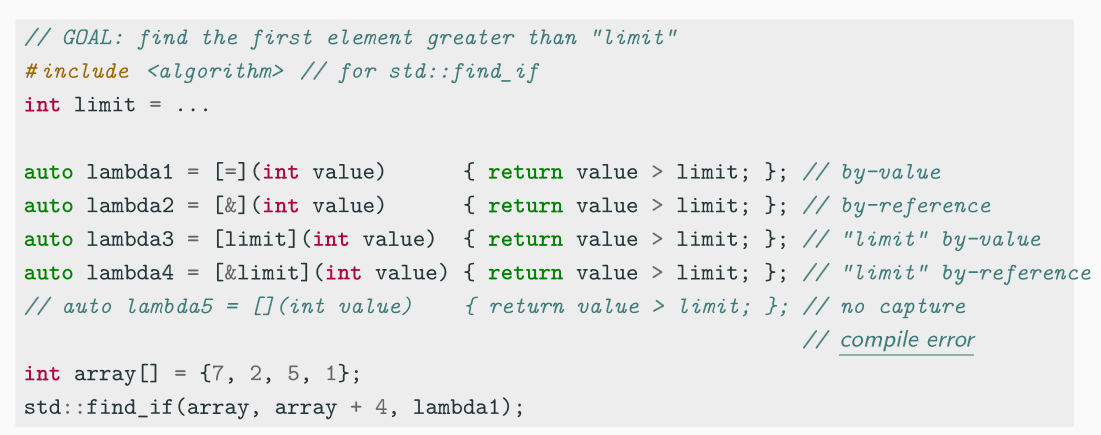 // GOAL: find the first element greater than "limit"
#include <algorithm> // for std::find_if
int limit = ...
auto lambda1 = [=](int value) { return value > limit; }; // by-value
auto lambda2 = [&](int value) { return value > limit; }; // by-reference
auto lambda3 = [limit](int value) { return value > limit; }; // "limit" by-value
auto lambda4 = [&limit](int value) { return value > limit; }; // "limit" by-reference
// auto lambda5 = [](int value) { return value > limit; }; // no capture
// compile error
int array[] = {7, 2, 5, 1};
std::find_if(array, array + 4, lambda1);